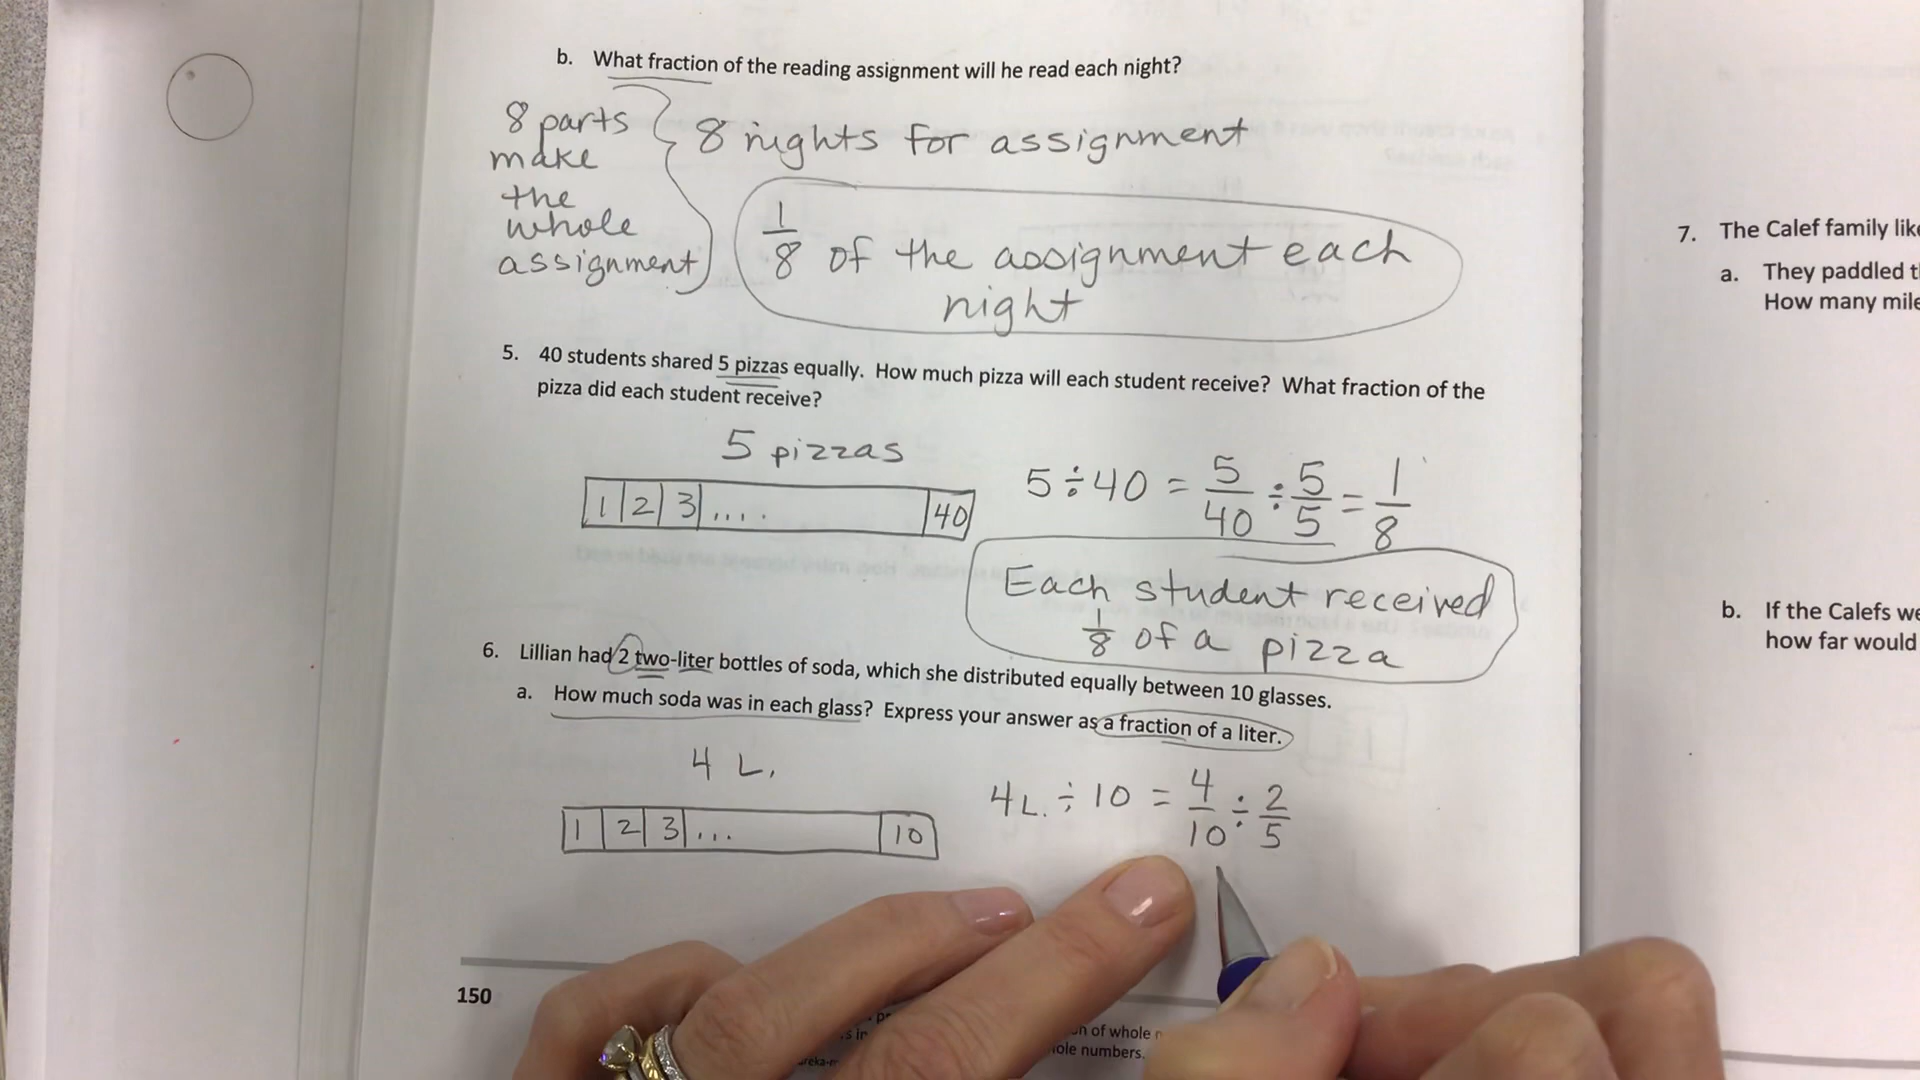 b. What fraction of the reading assignment will he read each night?
8 parts
make
the
whole
assignment
8 nights for assignment
1/8 of the assignment each
night
5. 40 students shared 5 pizzas equally. How much pizza will each student receive? What fraction of the
pizza did each student receive?
5 pizzas
1 2 3 .... 40
5 ÷ 40 = 5/40 ÷ 5/5 = 1/8
Each student received
1/8 of a pizza
6. Lillian had 2 two-liter bottles of soda, which she distributed equally between 10 glasses.
a. How much soda was in each glass? Express your answer as a fraction of a liter.
4 L.
1 2 3 ... 10
4 L. ÷ 10 = 4/10 ÷ 2/5
150
of whole
numbers.
7. The Calef family
a. They paddled
How many
b. If the Calefs
how far would